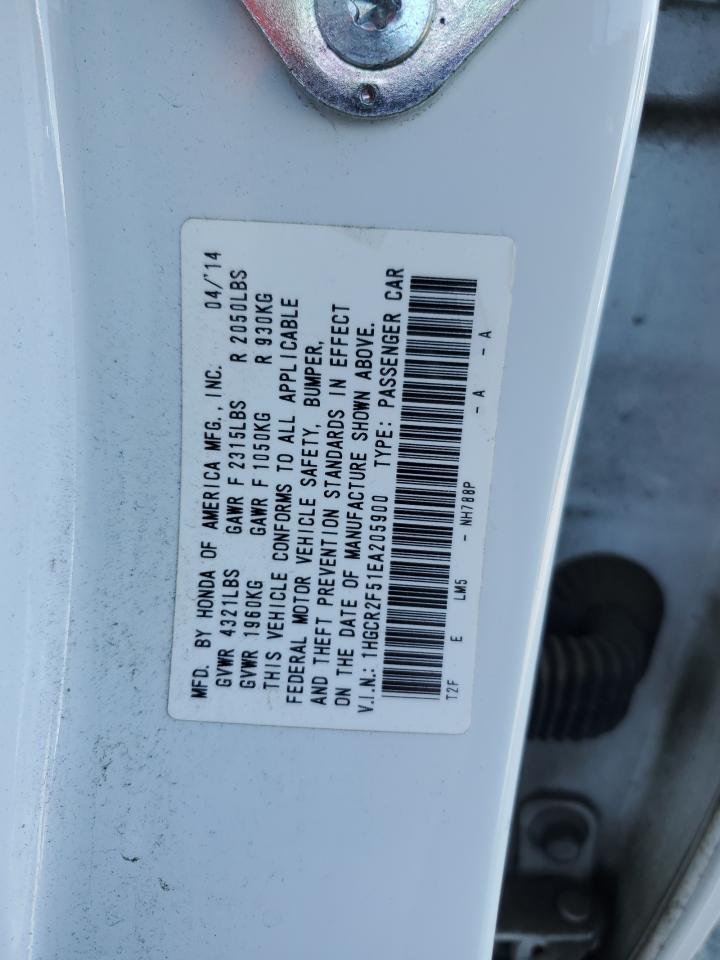 MFD. BY HONDA OF AMERICA MFG., INC. 04/'14
GVWR 4321LBS GAWR F 2315LBS R 2050LBS
GVWR 1960KG GAWR F 1050KG R 930KG
THIS VEHICLE CONFORMS TO ALL APPLICABLE
FEDERAL MOTOR VEHICLE SAFETY, BUMPER,
AND THEFT PREVENTION STANDARDS IN EFFECT
ON THE DATE OF MANUFACTURE SHOWN ABOVE.
V.I.N.: 1HGCR2F51EA205900 TYPE: PASSENGER CAR
T2F E LM5 - NH788P - A - A